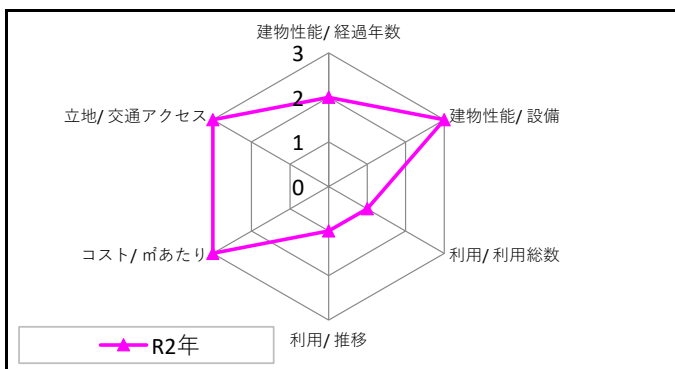 建物性能/ 経過年数
3
立地/ 交通アクセス
2
建物性能/ 設備
1
0
コスト/ ㎡あたり
利用/ 利用総数
利用/ 推移
R2年